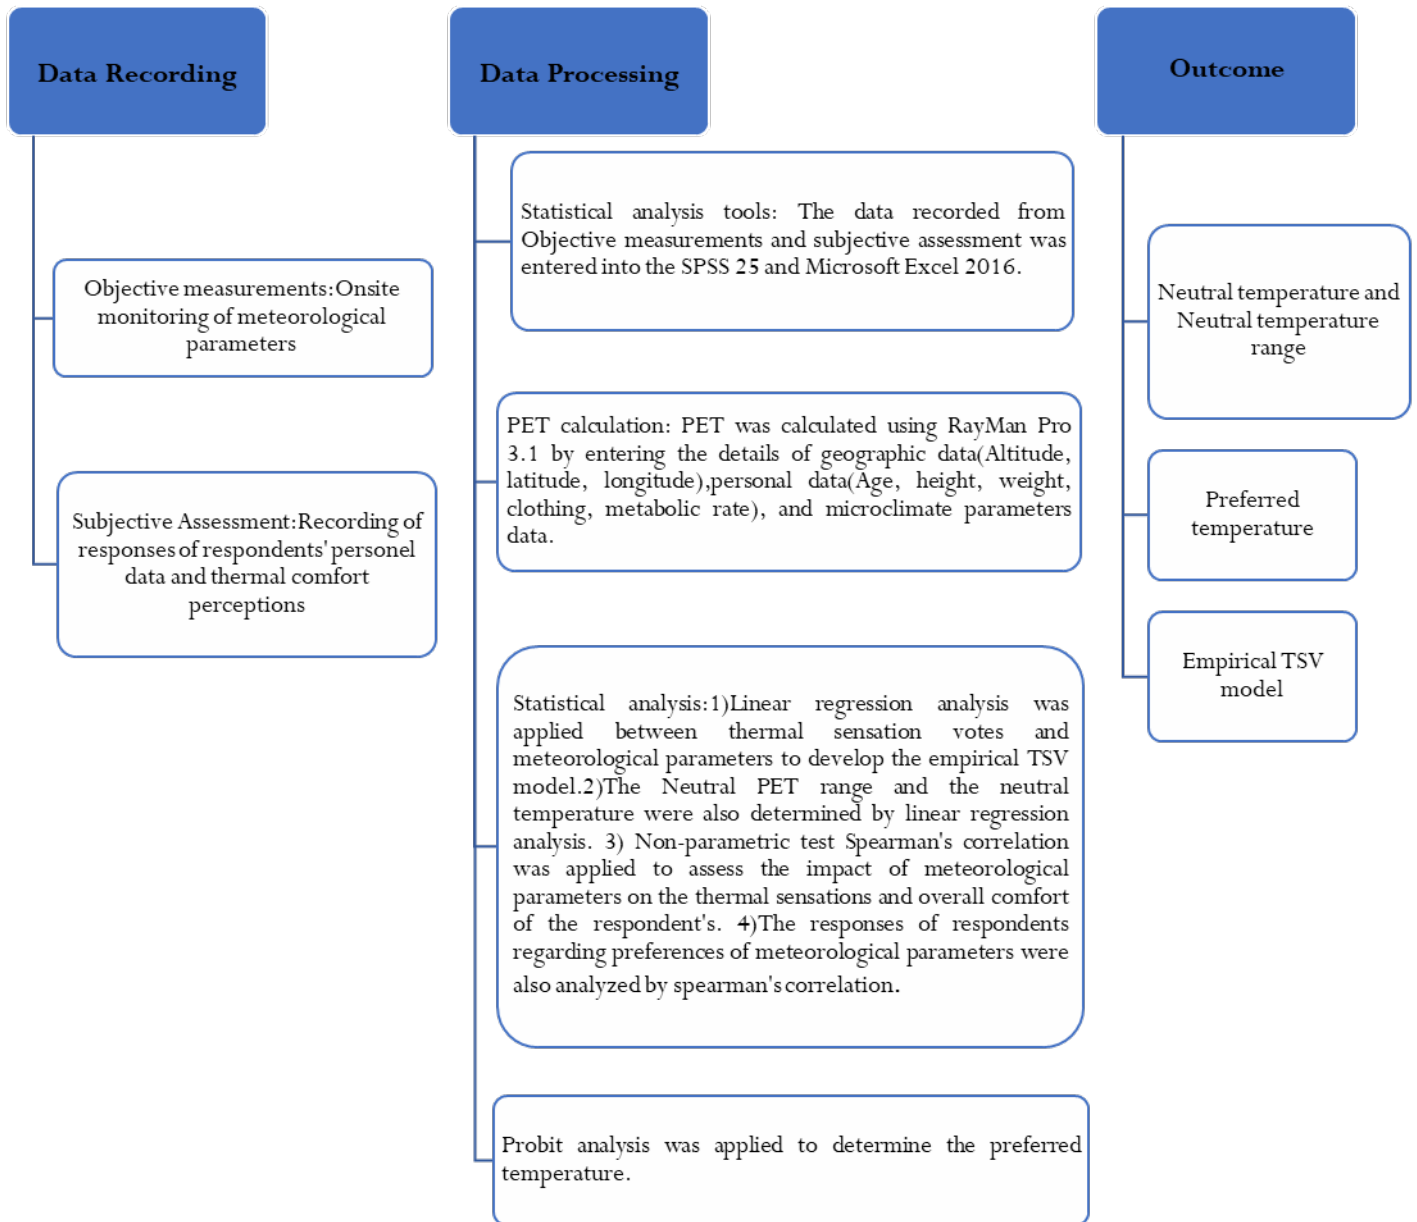 Data Recording
Objective measurements:Onsite
monitoring of meteorological
parameters
Subjective Assessment:Recording of
responses of respondents' personel
data and thermal comfort
perceptions
Data Processing
Statistical analysis tools: The data recorded from
Objective measurements and subjective assessment was
entered into the SPSS 25 and Microsoft Excel 2016.
PET calculation: PET was calculated using RayMan Pro
3.1 by entering the details of geographic data(Altitude,
latitude, longitude),personal data(Age, height, weight,
clothing, metabolic rate), and microclimate parameters
data.
Statistical analysis:1)Linear regression analysis was
applied between thermal sensation votes and
meteorological parameters to develop the empirical TSV
model.2)The Neutral PET range and the neutral
temperature were also determined by linear regression
analysis. 3) Non-parametric test Spearman's correlation
was applied to assess the impact of meteorological
parameters on the thermal sensations and overall comfort
of the respondent's. 4)The responses of respondents
regarding preferences of meteorological parameters were
also analyzed by spearman's correlation.
Probit analysis was applied to determine the preferred
temperature.
Outcome
Neutral temperature and
Neutral temperature
range
Preferred
temperature
Empirical TSV
model